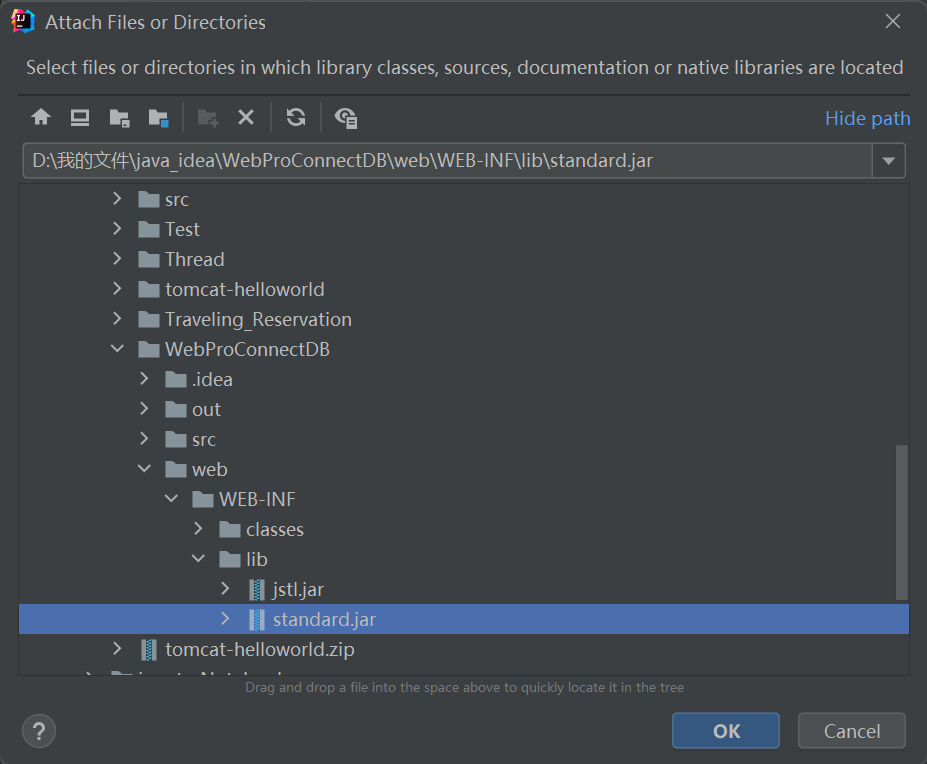 Attach Files or Directories
Select files or directories in which library classes, sources, documentation or native libraries are located
Hide path
D:\我的文件\java_idea\WebProConnectDB\web\WEB-INF\lib\standard.jar
src
Test
Thread
tomcat-helloworld
Traveling_Reservation
WebProConnectDB
.idea
out
src
web
WEB-INF
classes
lib
jstl.jar
standard.jar
tomcat-helloworld.zip
Drag and drop a file into the space above to quickly locate it in the tree
?
OK
Cancel